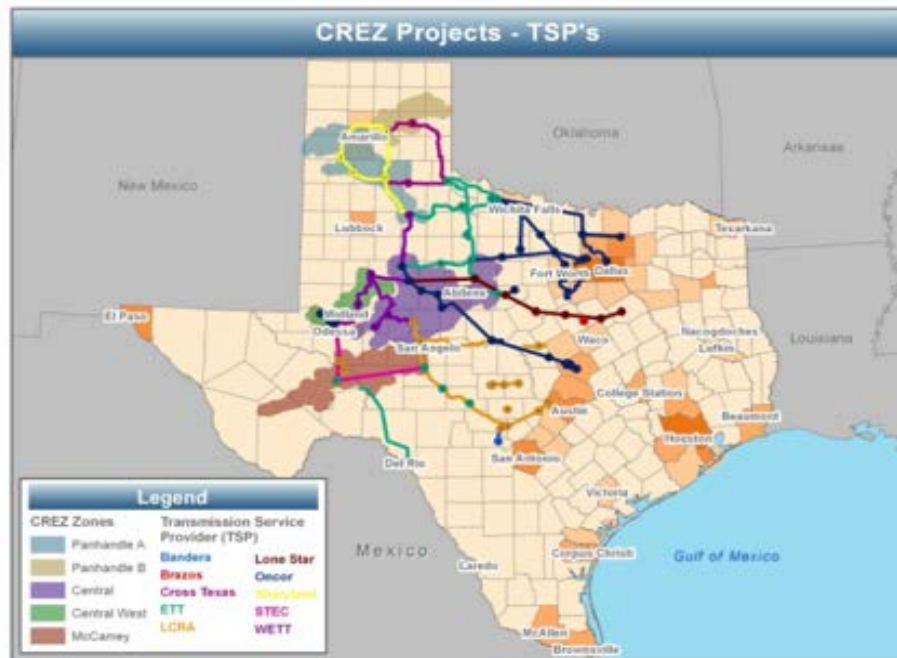 CREZ Projects - TSP's
Oklahoma
Arkansas
New Mexico
Amarillo
Lubbock
Wichita Falls
Texarkana
Fort Worth
Dallas
Abilene
El Paso
Midland
Odessa
San Angelo
Waco
Nacogdoches
Lufkin
Louisiana
College Station
Austin
Beaumont
Houston
San Antonio
Del Rio
Victoria
Mexico
Corpus Christi
Gulf of Mexico
Laredo
McAllen
Brownsville
Legend
CREZ Zones
Panhandle A
Panhandle B
Central
Central West
McCamey
Transmission Service
Provider (TSP)
Bandera
Brazos
Cross Texas
ETT
LCRA
Lone Star
Oncor
Sharyland
STEC
WETT